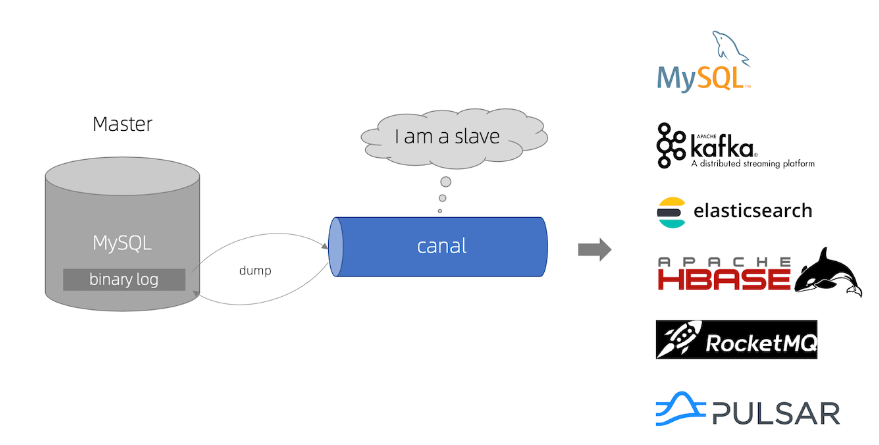 Master
MySQL
binary log
dump
I am a slave
canal
MySQL
APACHE
kafka
A distributed streaming platform
elasticsearch
APACHE
HBASE
RocketMQ
PULSAR